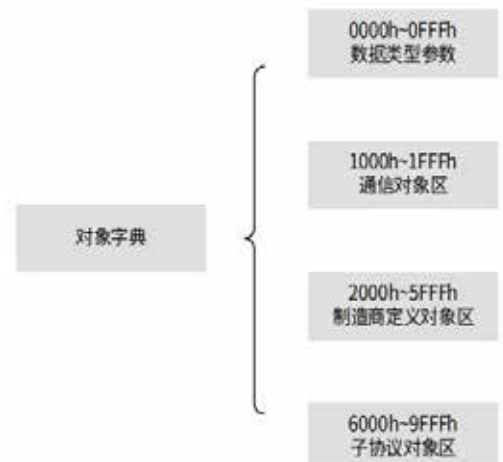 0000h~0FFFh
数据类型参数
1000h~1FFFh
通信对象区
对象字典
2000h~5FFFh
制造商定义对象区
6000h~9FFFh
子协议对象区